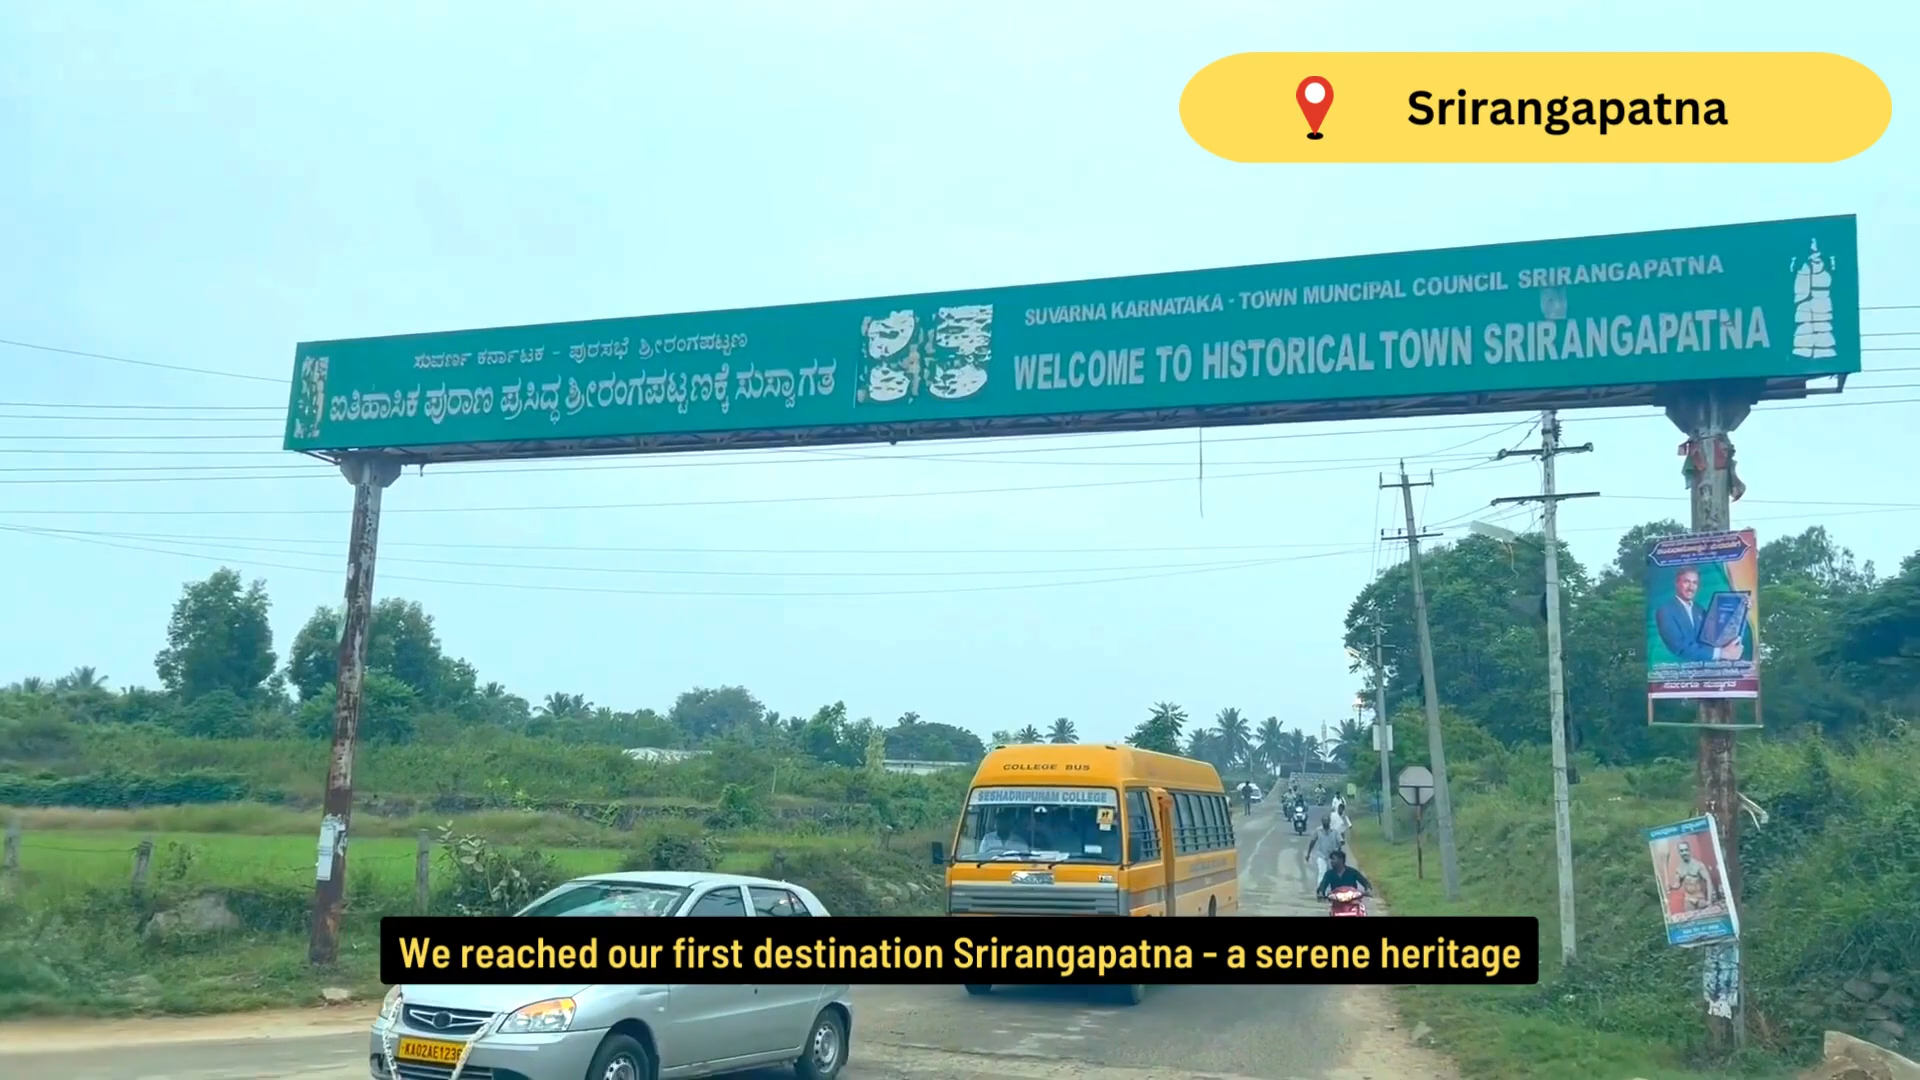 Srirangapatna
ಸುವರ್ಣ ಕರ್ನಾಟಕ - ಪುರಸಭೆ ಶ್ರೀರಂಗಪಟ್ಟಣ
ಐತಿಹಾಸಿಕ ಪುರಾಣ ಪ್ರಸಿದ್ಧ ಶ್ರೀರಂಗಪಟ್ಟಣಕ್ಕೆ ಸುಸ್ವಾಗತ
SUVARNA KARNATAKA - TOWN MUNCIPAL COUNCIL SRIRANGAPATNA
WELCOME TO HISTORICAL TOWN SRIRANGAPATNA
COLLEGE BUS
SESHADRIPURAM COLLEGE
We reached our first destination Srirangapatna - a serene heritage
KA02AE1236